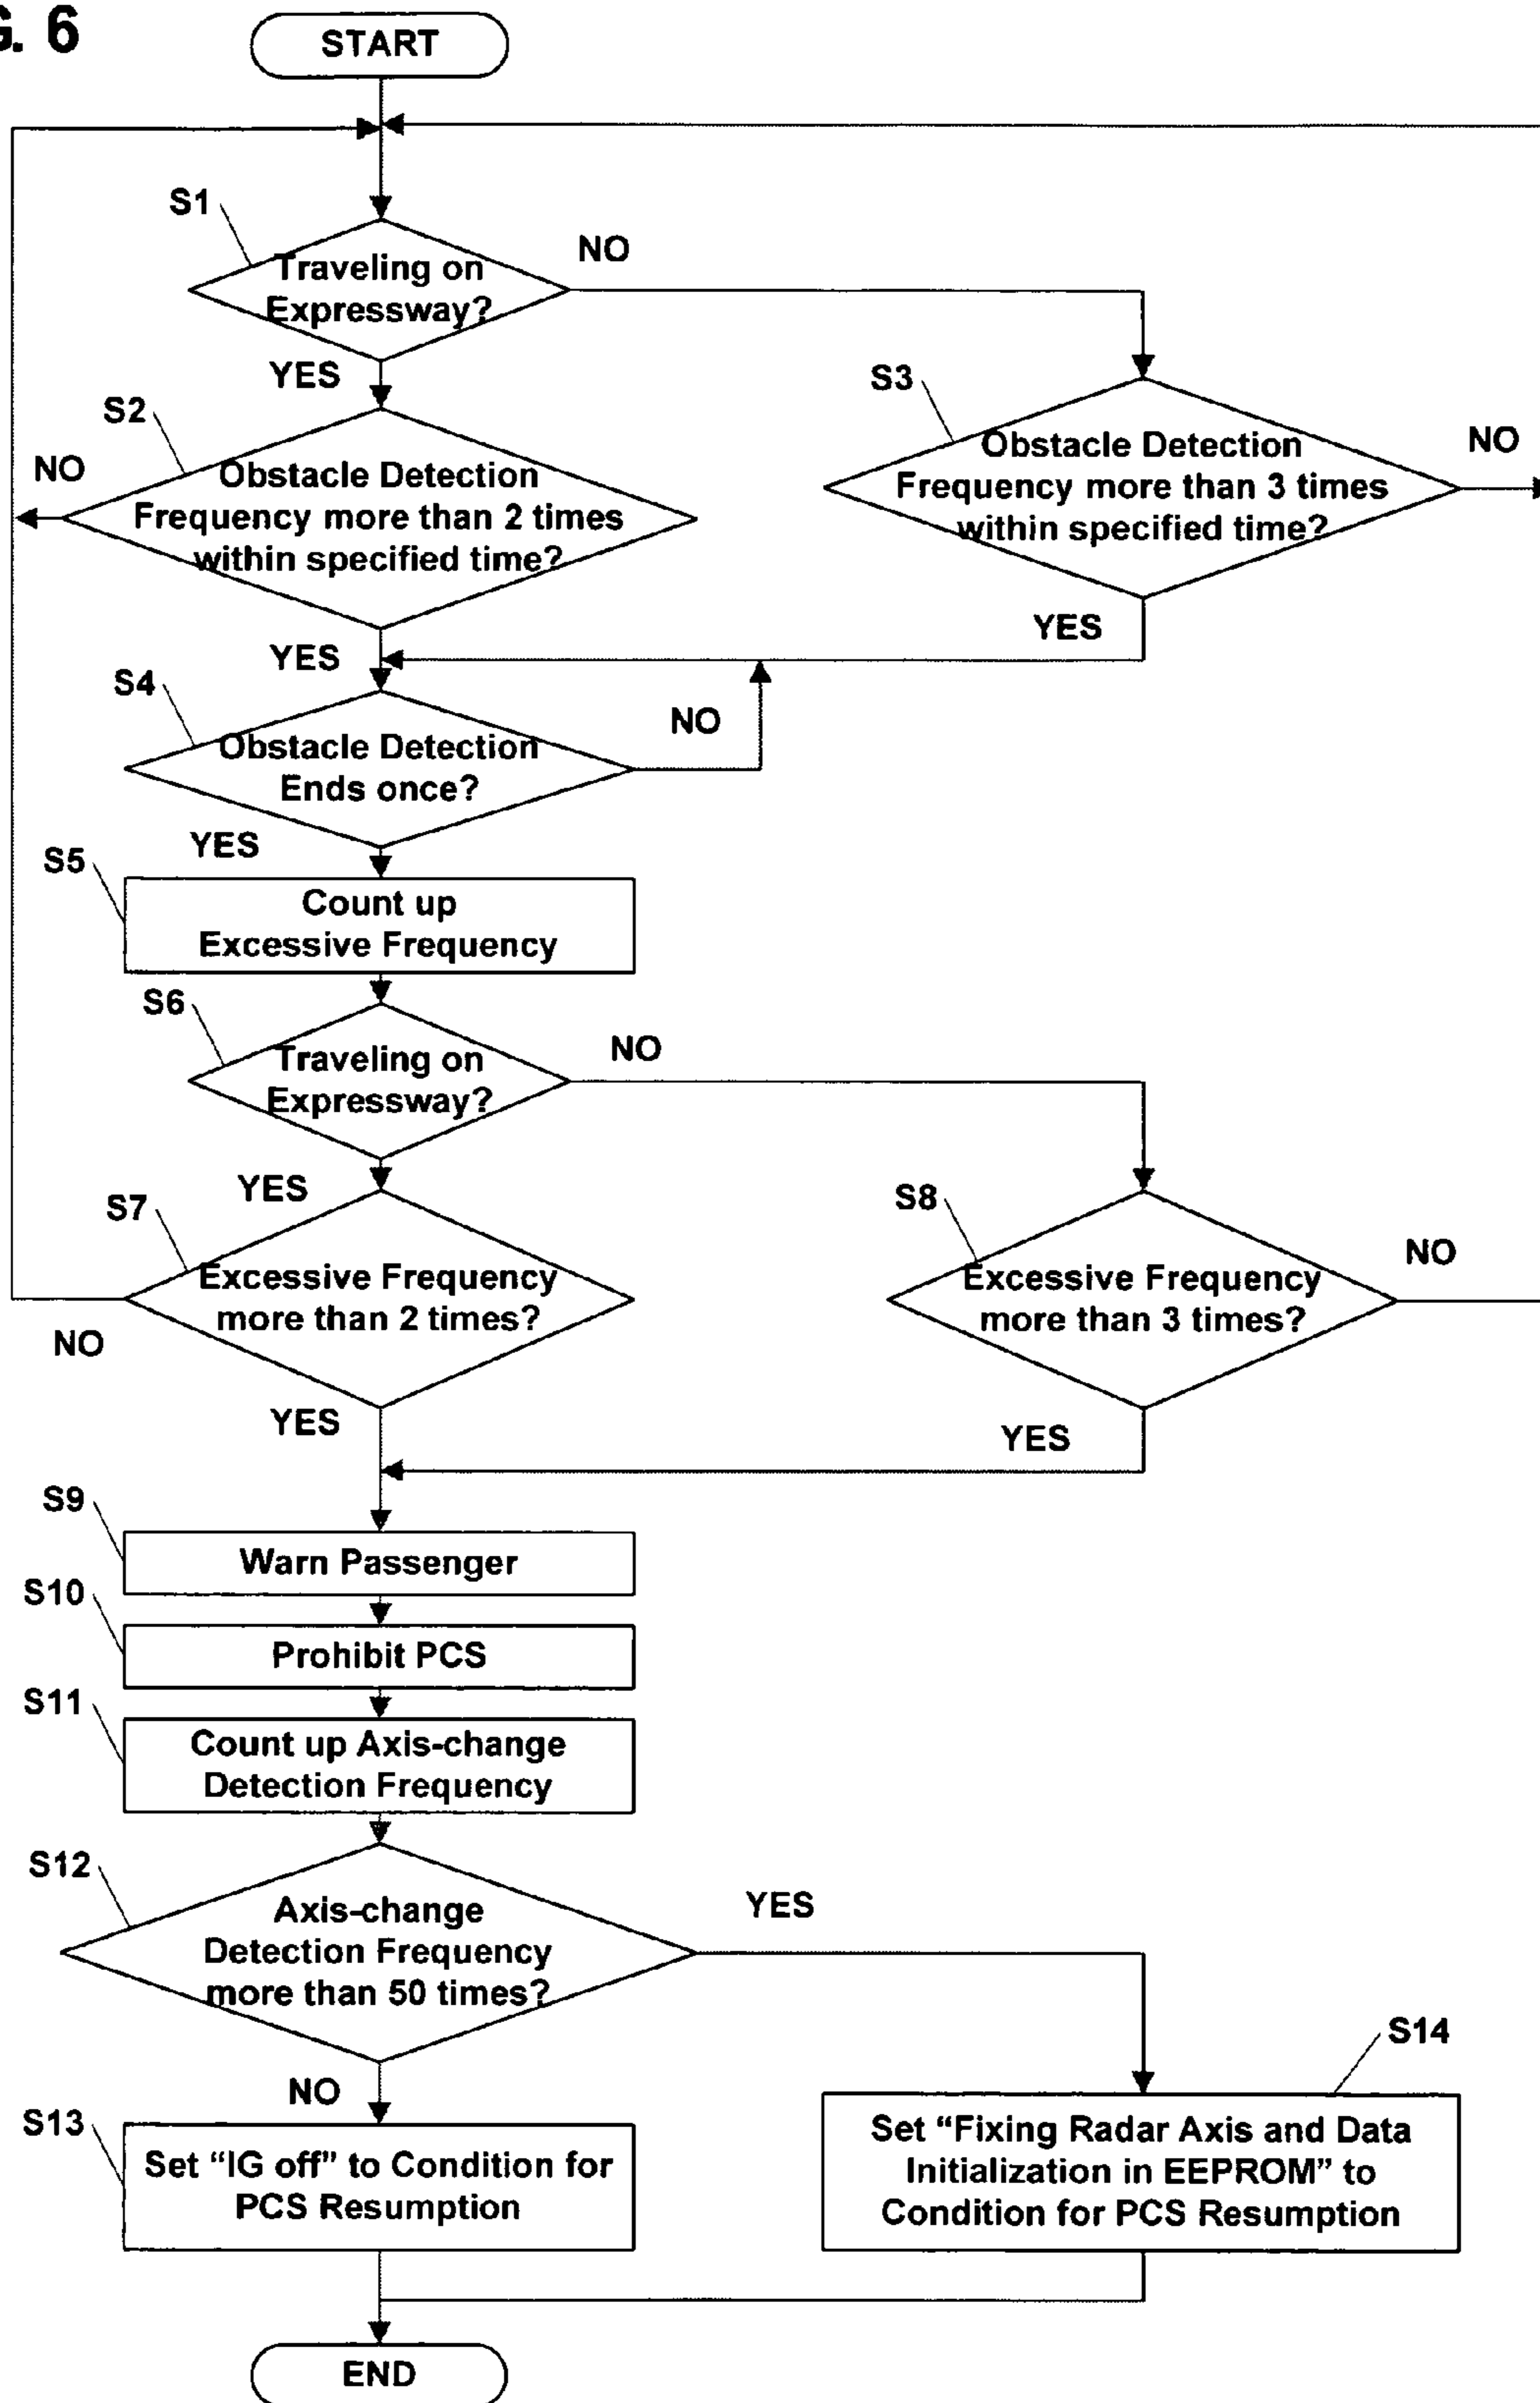 G. 6
START
S1
Traveling on
Expressway?
NO
YES
S2
Obstacle Detection
Frequency more than 2 times
within specified time?
NO
YES
S3
Obstacle Detection
Frequency more than 3 times
within specified time?
NO
YES
S4
Obstacle Detection
Ends once?
NO
YES
S5
Count up
Excessive Frequency
S6
Traveling on
Expressway?
NO
YES
S7
Excessive Frequency
more than 2 times?
NO
YES
S8
Excessive Frequency
more than 3 times?
NO
YES
S9
Warn Passenger
S10
Prohibit PCS
S11
Count up Axis-change
Detection Frequency
S12
Axis-change
Detection Frequency
more than 50 times?
YES
NO
S13
Set “IG off” to Condition for
PCS Resumption
S14
Set “Fixing Radar Axis and Data
Initialization in EEPROM” to
Condition for PCS Resumption
END